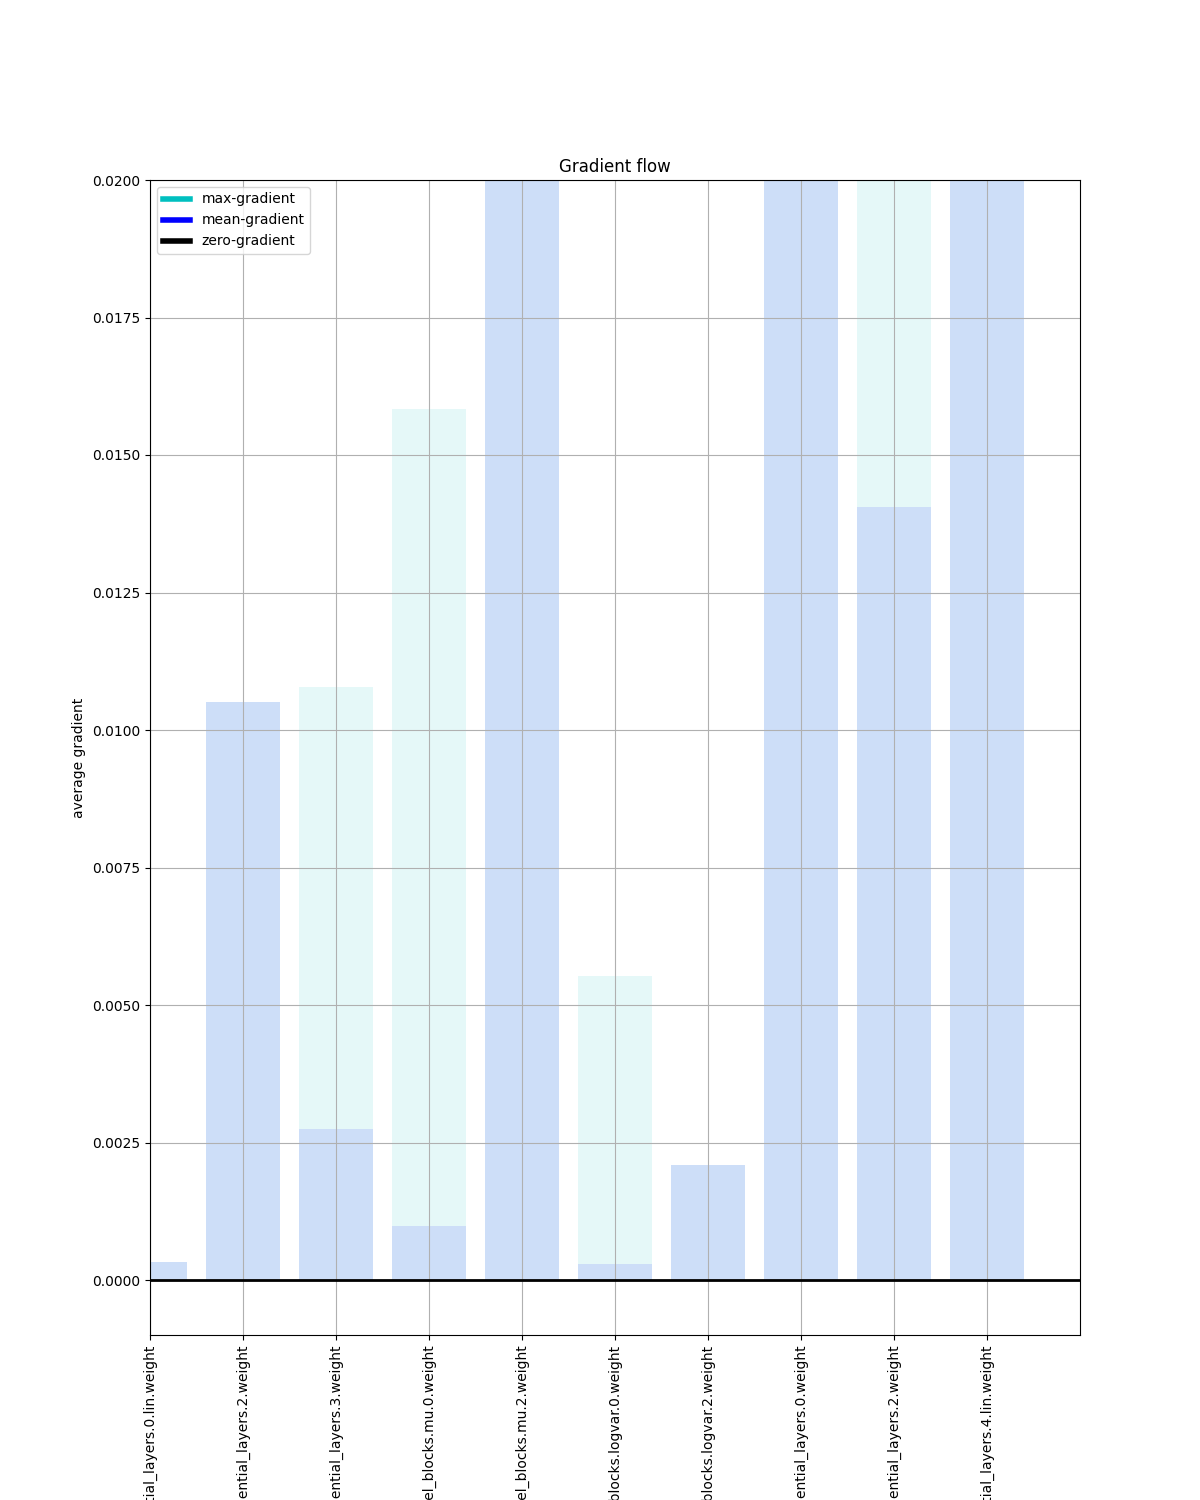 Gradient flow
max-gradient
mean-gradient
zero-gradient
0.0200
0.0175
0.0150
0.0125
0.0100
0.0075
0.0050
0.0025
0.0000
average gradient
tial_layers.0.lin.weight
ential_layers.2.weight
ential_layers.3.weight
el_blocks.mu.0.weight
el_blocks.mu.2.weight
blocks.logvar.0.weight
blocks.logvar.2.weight
ential_layers.0.weight
ential_layers.2.weight
tial_layers.4.lin.weight